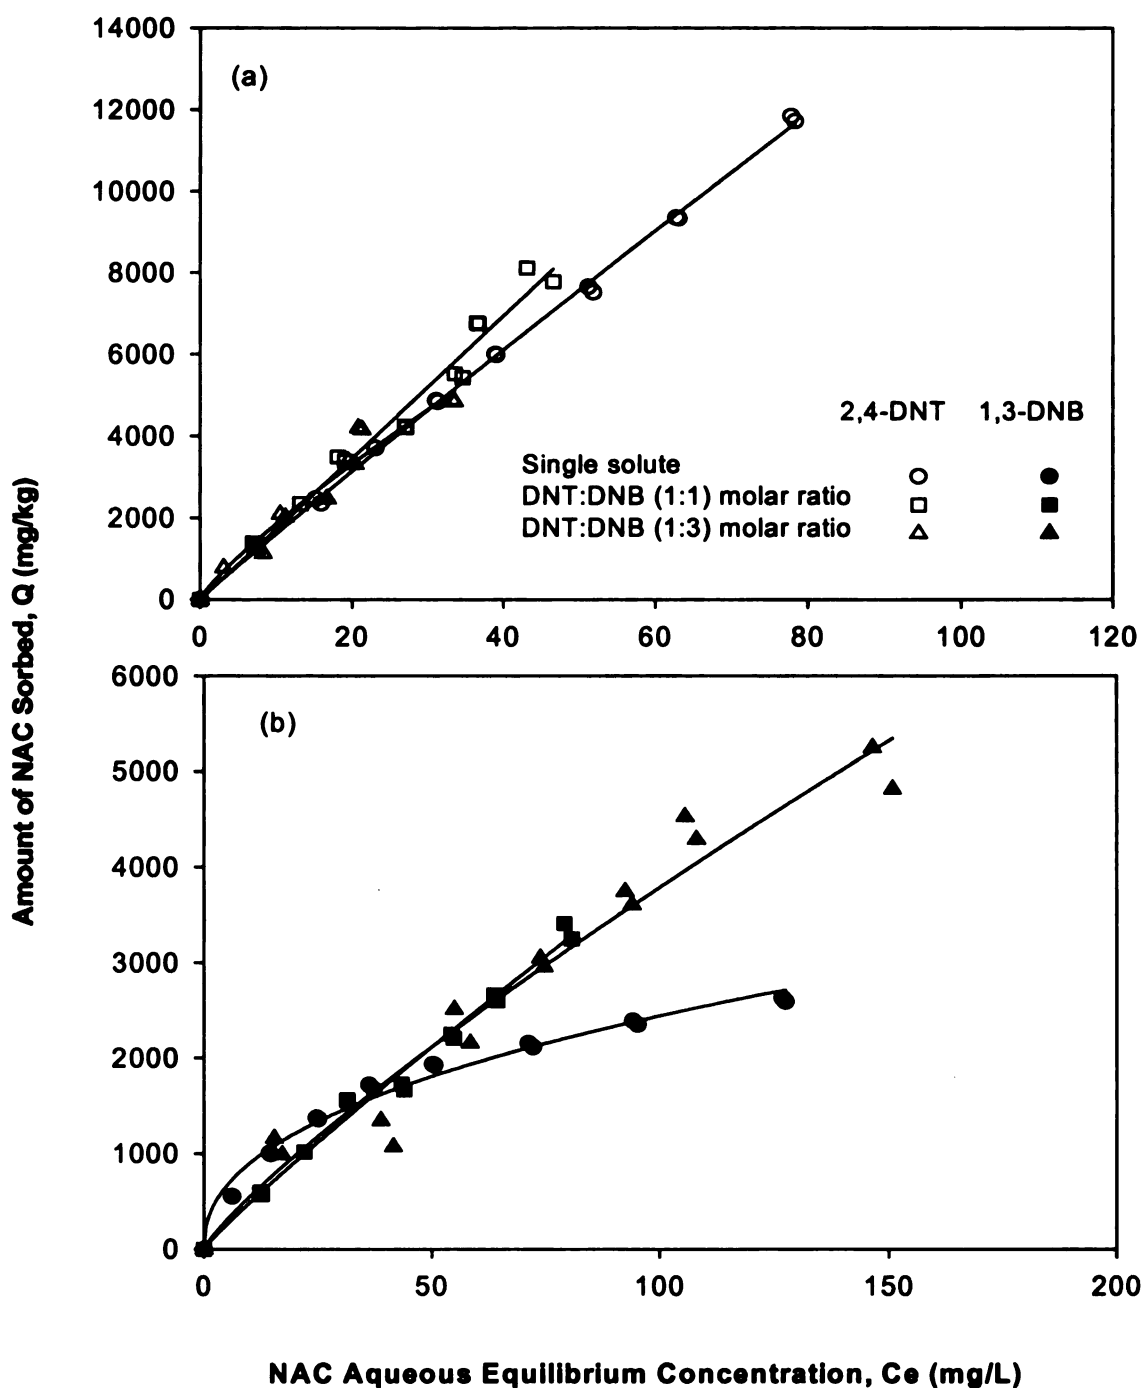 14000
(a)
12000
10000
8000
6000
4000
2000
0
2,4-DNT 1,3-DNB
Single solute
DNT:DNB (1:1) molar ratio
DNT:DNB (1:3) molar ratio
0 20 40 60 80 100 120
Amount of NAC Sorbed, Q (mg/kg)
6000
(b)
5000
4000
3000
2000
1000
0
0 50 100 150 200
NAC Aqueous Equilibrium Concentration, Ce (mg/L)